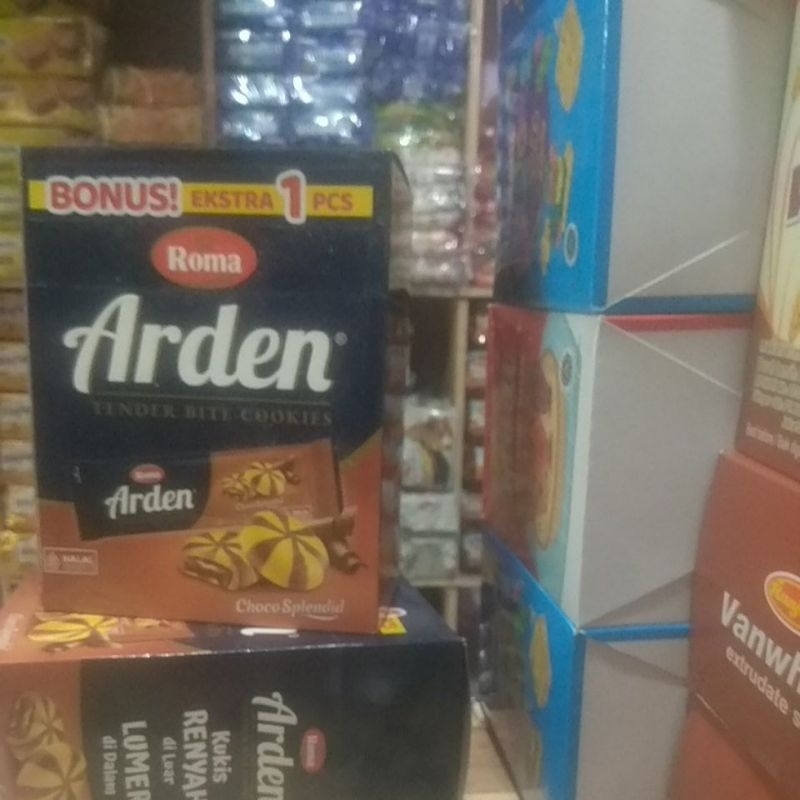 BONUS! EKSTRA 1 PCS
Roma
Arden
TENDER BITE COOKIES
Roma
Arden
HALAL
Choco Splendid
Roma
Arden
Kukis
RENYAH
di Luar
LUMER
di Dalam
Vanwh
extrudate s